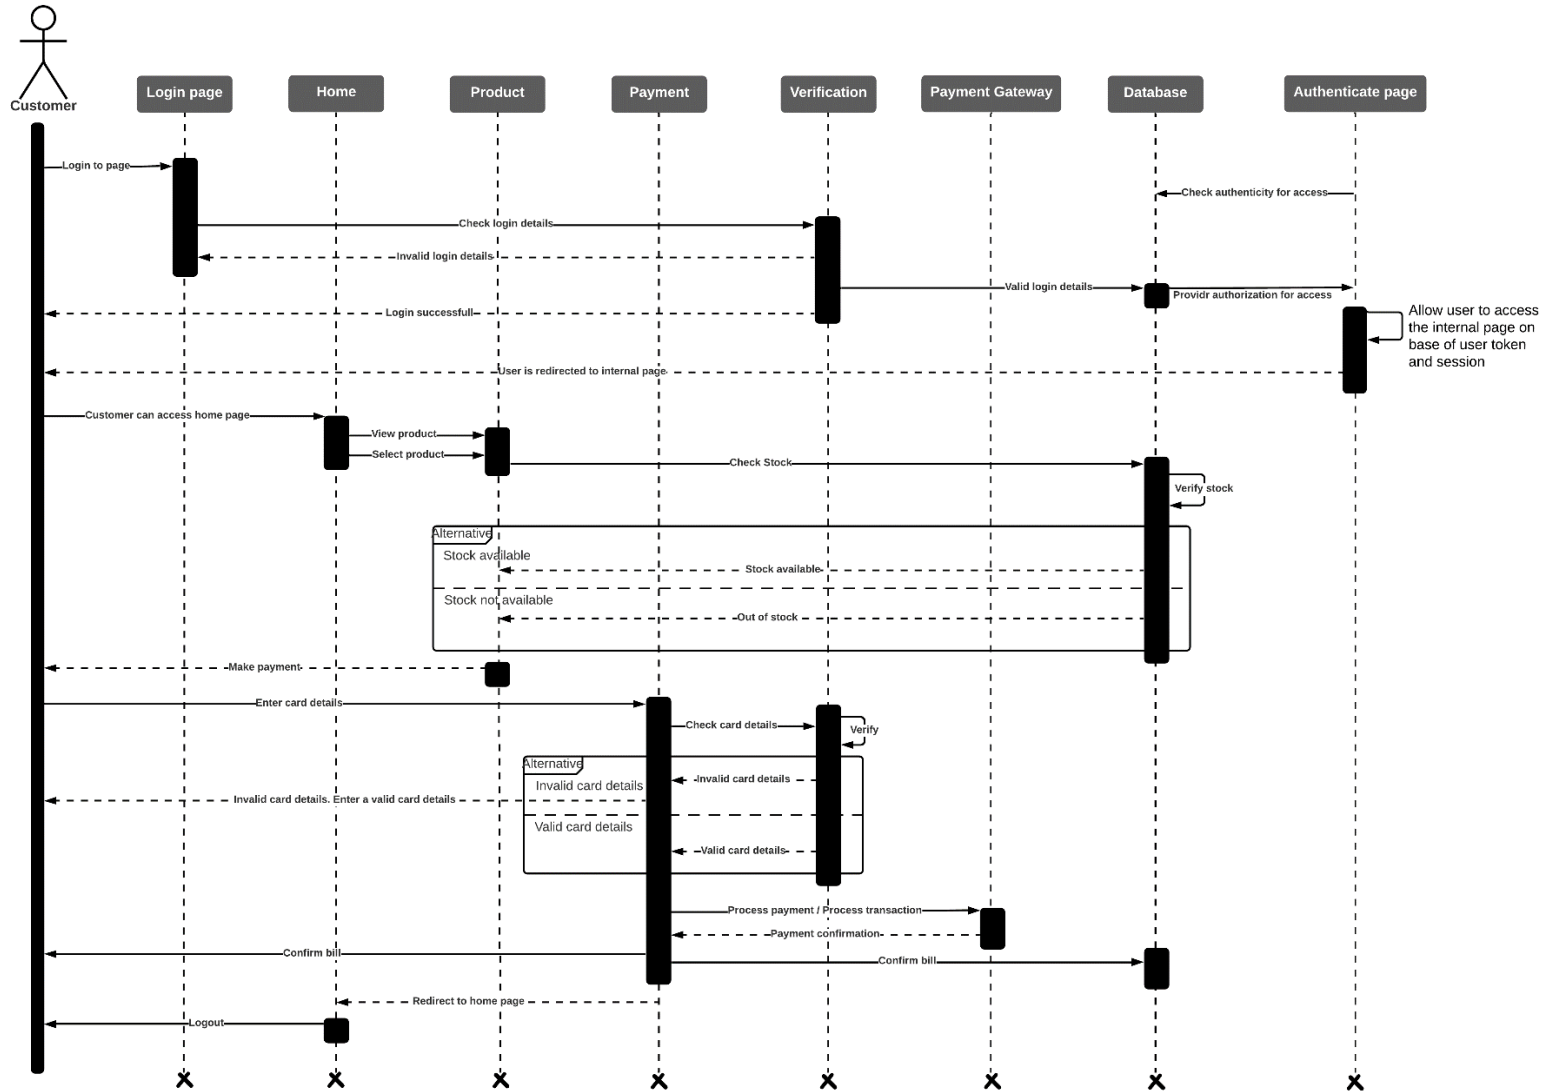 Customer
Login page
Home
Product
Payment
Verification
Payment Gateway
Database
Authenticate page
Login to page
Check authenticity for access
Check login details
Invalid login details
Valid login details
Providr authorization for access
Login successfull
Allow user to access
the internal page on
base of user token
and session
User is redirected to internal page
Customer can access home page
View product
Select product
Check Stock
Verify stock
Alternative
Stock available
Stock available
Stock not available
Out of stock
Make payment
Enter card details
Check card details
Verify
Alternative
Invalid card details
Invalid card details
Invalid card details. Enter a valid card details
Valid card details
Valid card details
Process payment / Process transaction
Payment confirmation
Confirm bill
Confirm bill
Redirect to home page
Logout